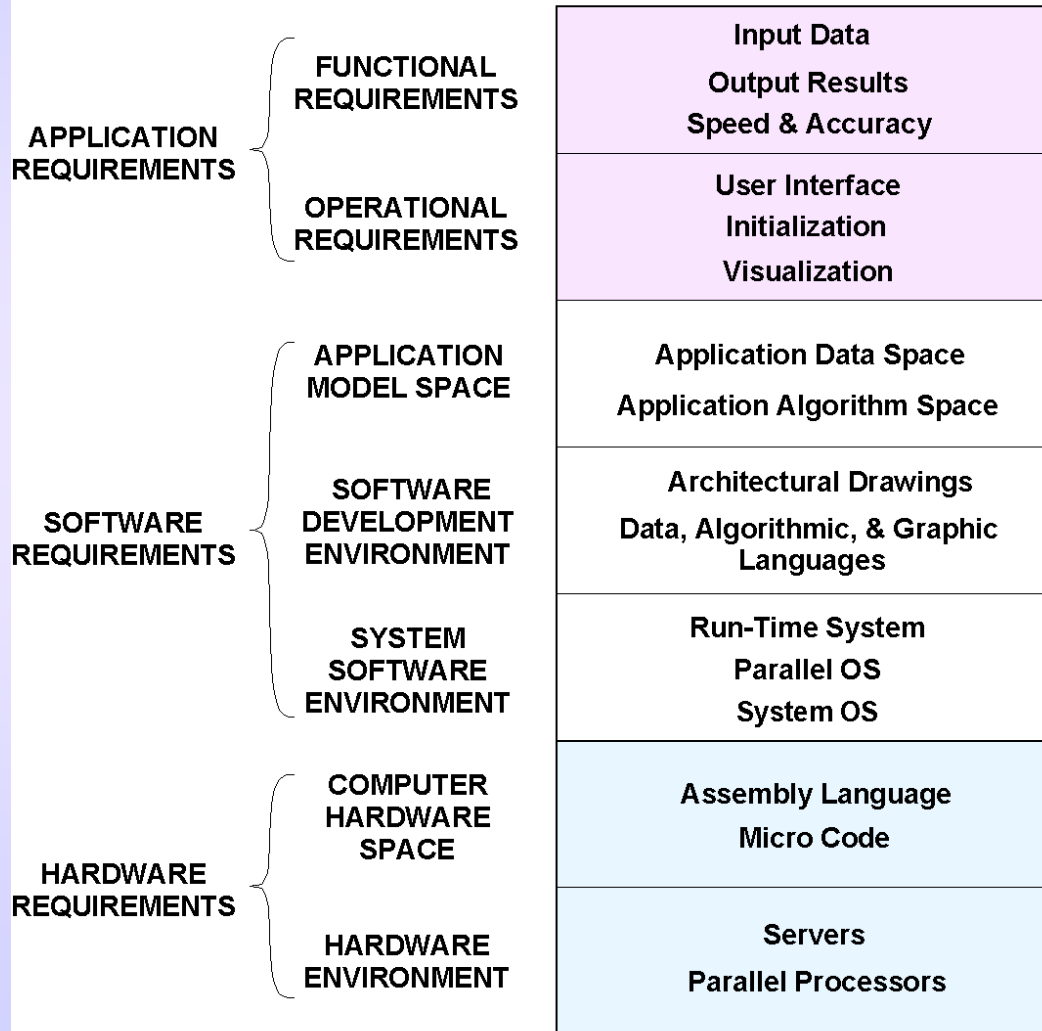 APPLICATION
REQUIREMENTS
FUNCTIONAL
REQUIREMENTS
Input Data
Output Results
Speed & Accuracy
OPERATIONAL
REQUIREMENTS
User Interface
Initialization
Visualization
SOFTWARE
REQUIREMENTS
APPLICATION
MODEL SPACE
Application Data Space
Application Algorithm Space
SOFTWARE
DEVELOPMENT
ENVIRONMENT
Architectural Drawings
Data, Algorithmic, & Graphic
Languages
SYSTEM
SOFTWARE
ENVIRONMENT
Run-Time System
Parallel OS
System OS
HARDWARE
REQUIREMENTS
COMPUTER
HARDWARE
SPACE
Assembly Language
Micro Code
HARDWARE
ENVIRONMENT
Servers
Parallel Processors